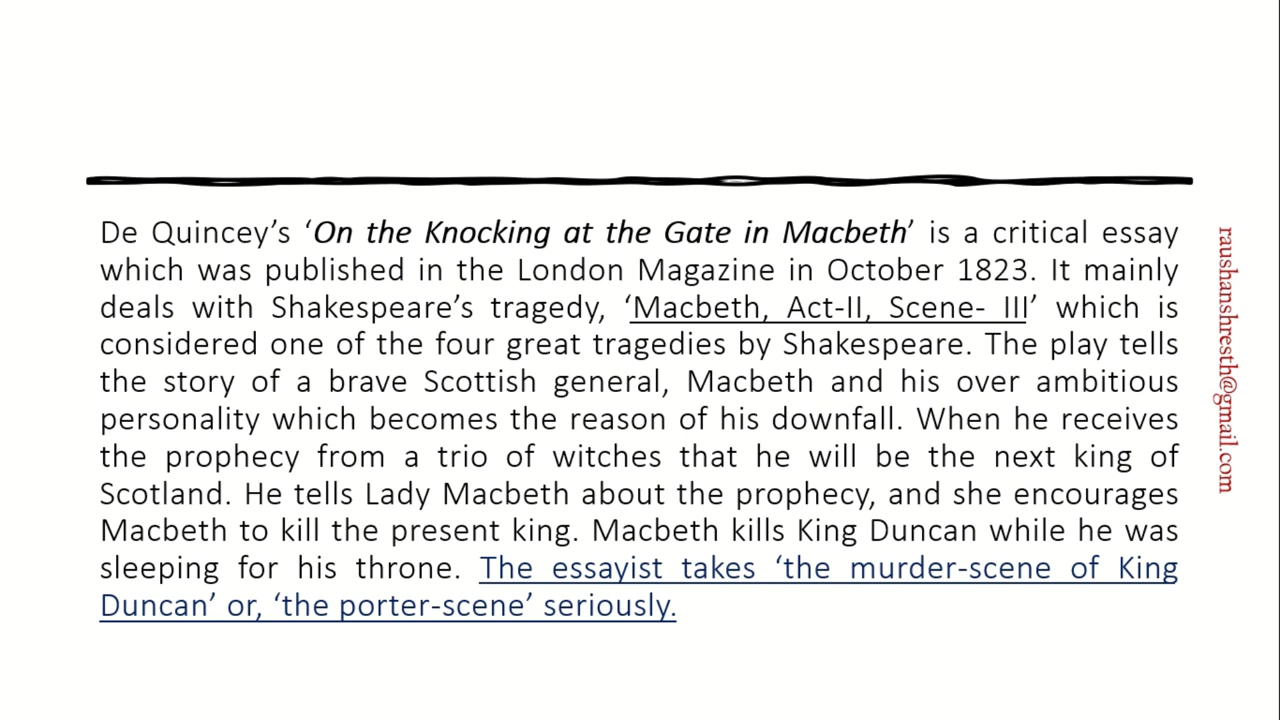 De Quincey’s ‘On the Knocking at the Gate in Macbeth’ is a critical essay
which was published in the London Magazine in October 1823. It mainly
deals with Shakespeare’s tragedy, ‘Macbeth, Act-II, Scene- III’ which is
considered one of the four great tragedies by Shakespeare. The play tells
the story of a brave Scottish general, Macbeth and his over ambitious
personality which becomes the reason of his downfall. When he receives
the prophecy from a trio of witches that he will be the next king of
Scotland. He tells Lady Macbeth about the prophecy, and she encourages
Macbeth to kill the present king. Macbeth kills King Duncan while he was
sleeping for his throne. The essayist takes ‘the murder-scene of King
Duncan’ or, ‘the porter-scene’ seriously.
raushanshresth@gmail.com